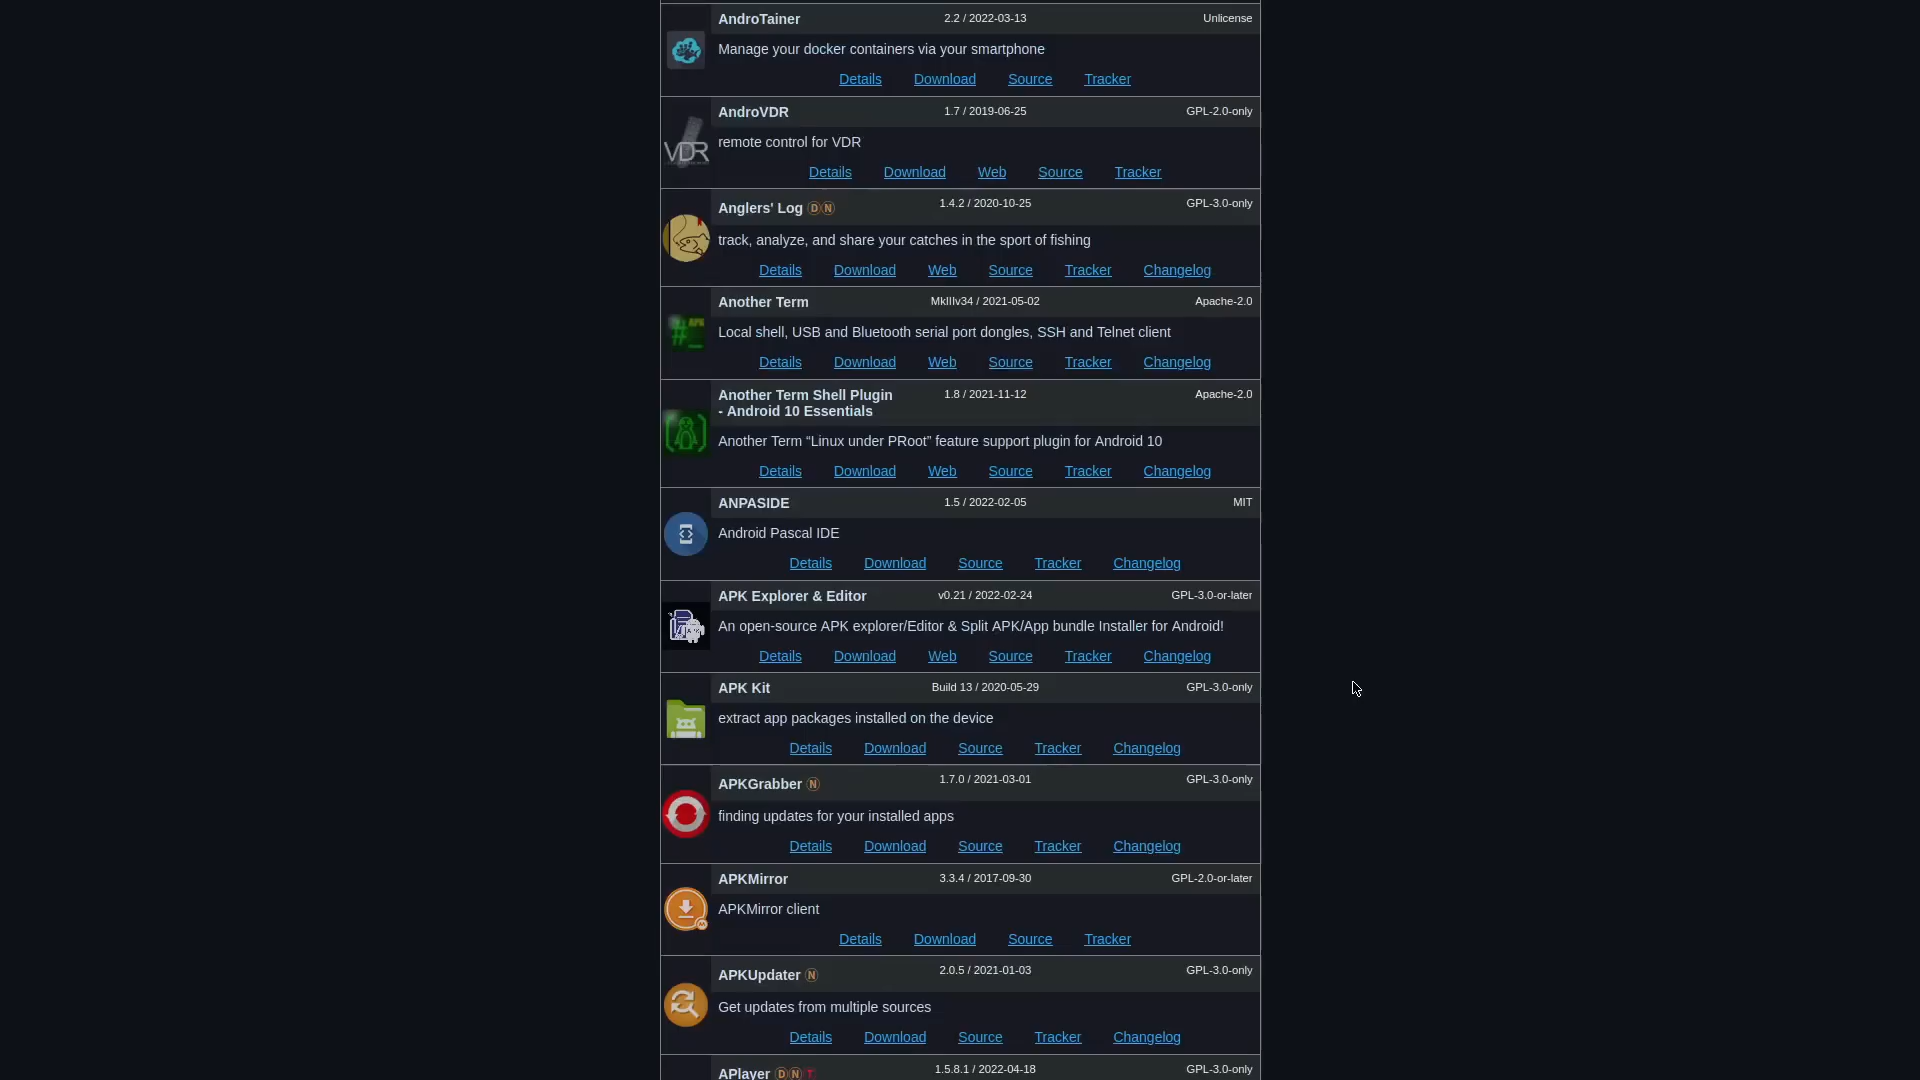 AndroTainer 2.2 / 2022-03-13 Unlicense
Manage your docker containers via your smartphone
Details Download Source Tracker
AndroVDR 1.7 / 2019-06-25 GPL-2.0-only
VDR
remote control for VDR
Details Download Web Source Tracker
Anglers' Log D N 1.4.2 / 2020-10-25 GPL-3.0-only
track, analyze, and share your catches in the sport of fishing
Details Download Web Source Tracker Changelog
Another Term MkIIIv34 / 2021-05-02 Apache-2.0
Local shell, USB and Bluetooth serial port dongles, SSH and Telnet client
Details Download Web Source Tracker Changelog
Another Term Shell Plugin 1.8 / 2021-11-12 Apache-2.0
- Android 10 Essentials
Another Term “Linux under PRoot” feature support plugin for Android 10
Details Download Web Source Tracker Changelog
ANPASIDE 1.5 / 2022-02-05 MIT
Android Pascal IDE
Details Download Source Tracker Changelog
APK Explorer & Editor v0.21 / 2022-02-24 GPL-3.0-or-later
An open-source APK explorer/Editor & Split APK/App bundle Installer for Android!
Details Download Web Source Tracker Changelog
APK Kit Build 13 / 2020-05-29 GPL-3.0-only
extract app packages installed on the device
Details Download Source Tracker Changelog
APKGrabber N 1.7.0 / 2021-03-01 GPL-3.0-only
finding updates for your installed apps
Details Download Source Tracker Changelog
APKMirror 3.3.4 / 2017-09-30 GPL-2.0-or-later
APKMirror client
Details Download Source Tracker
APKUpdater N 2.0.5 / 2021-01-03 GPL-3.0-only
Get updates from multiple sources
Details Download Source Tracker Changelog
APlayer D N T 1.5.8.1 / 2022-04-18 GPL-3.0-only